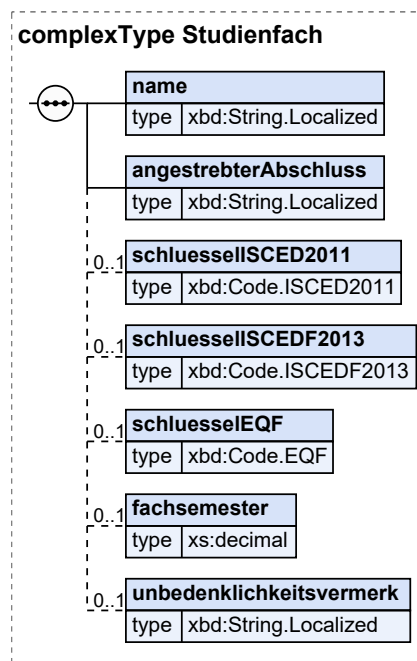 complexType Studienfach
name
type xbd:String.Localized
angestrebterAbschluss
type xbd:String.Localized
0..1 schluesselISCED2011
type xbd:Code.ISCED2011
0..1 schluesselISCEDF2013
type xbd:Code.ISCEDF2013
0..1 schluesselEQF
type xbd:Code.EQF
0..1 fachsemester
type xs:decimal
0..1 unbedenklichkeitsvermerk
type xbd:String.Localized